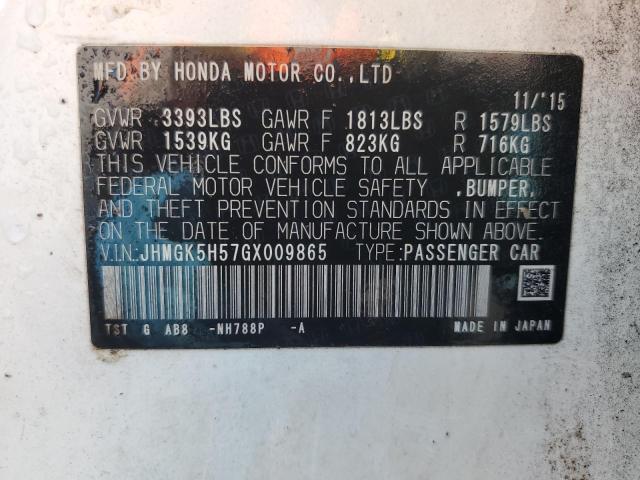 MFD BY HONDA MOTOR CO.,LTD
11/'15
GVWR 3393LBS GAWR F 1813LBS R 1579LBS
GVWR 1539KG GAWR F 823KG R 716KG
THIS VEHICLE CONFORMS TO ALL APPLICABLE
FEDERAL MOTOR VEHICLE SAFETY ,BUMPER,
AND THEFT PREVENTION STANDARDS IN EFFECT
ON THE DATE OF MANUFACTURE SHOWN ABOVE.
V.I.N:JHMGK5H57GX009865 TYPE:PASSENGER CAR
TST G AB8 -NH788P -A MADE IN JAPAN